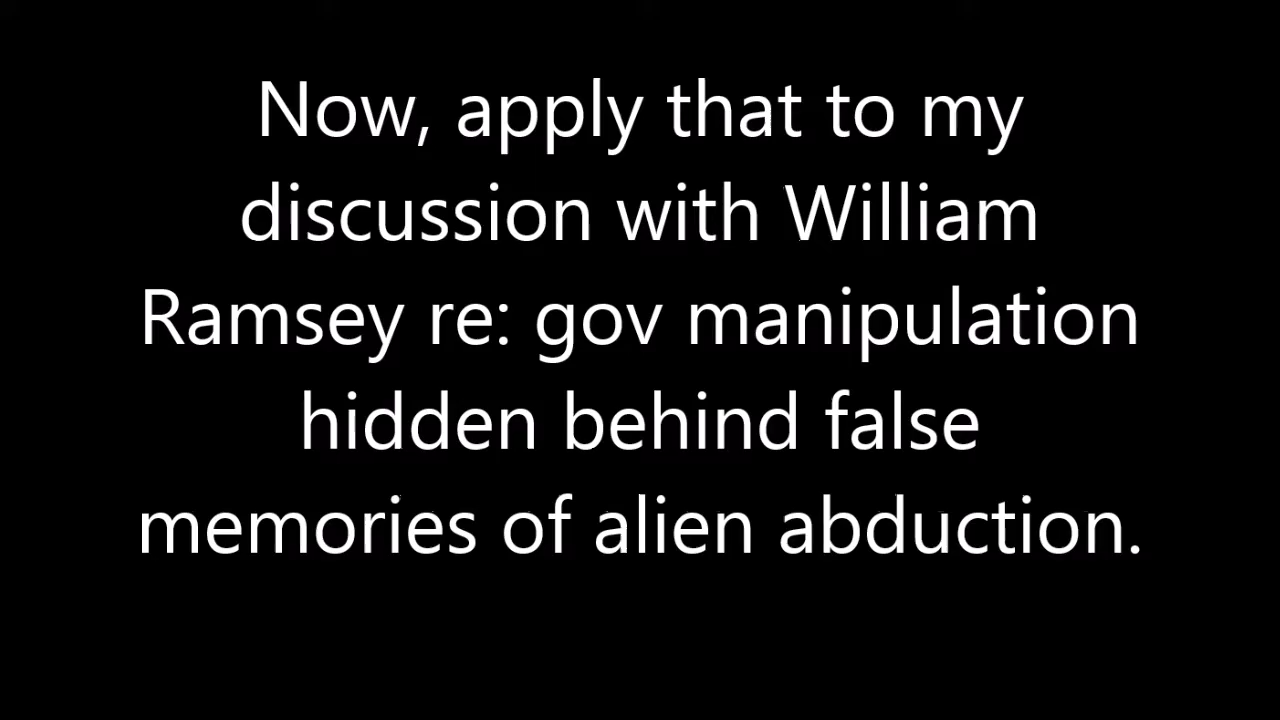 Now, apply that to my
discussion with William
Ramsey re: gov manipulation
hidden behind false
memories of alien abduction.